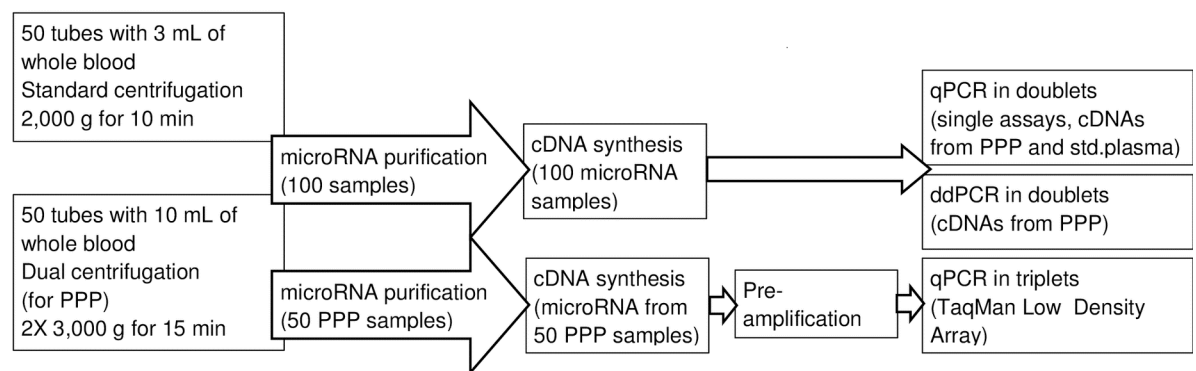 50 tubes with 3 mL of
whole blood
Standard centrifugation
2,000 g for 10 min
50 tubes with 10 mL of
whole blood
Dual centrifugation
(for PPP)
2X 3,000 g for 15 min
microRNA purification
(100 samples)
microRNA purification
(50 PPP samples)
cDNA synthesis
(100 microRNA
samples)
cDNA synthesis
(microRNA from
50 PPP samples)
Pre-
amplification
qPCR in doublets
(single assays, cDNAs
from PPP and std.plasma)
ddPCR in doublets
(cDNAs from PPP)
qPCR in triplets
(TaqMan Low Density
Array)